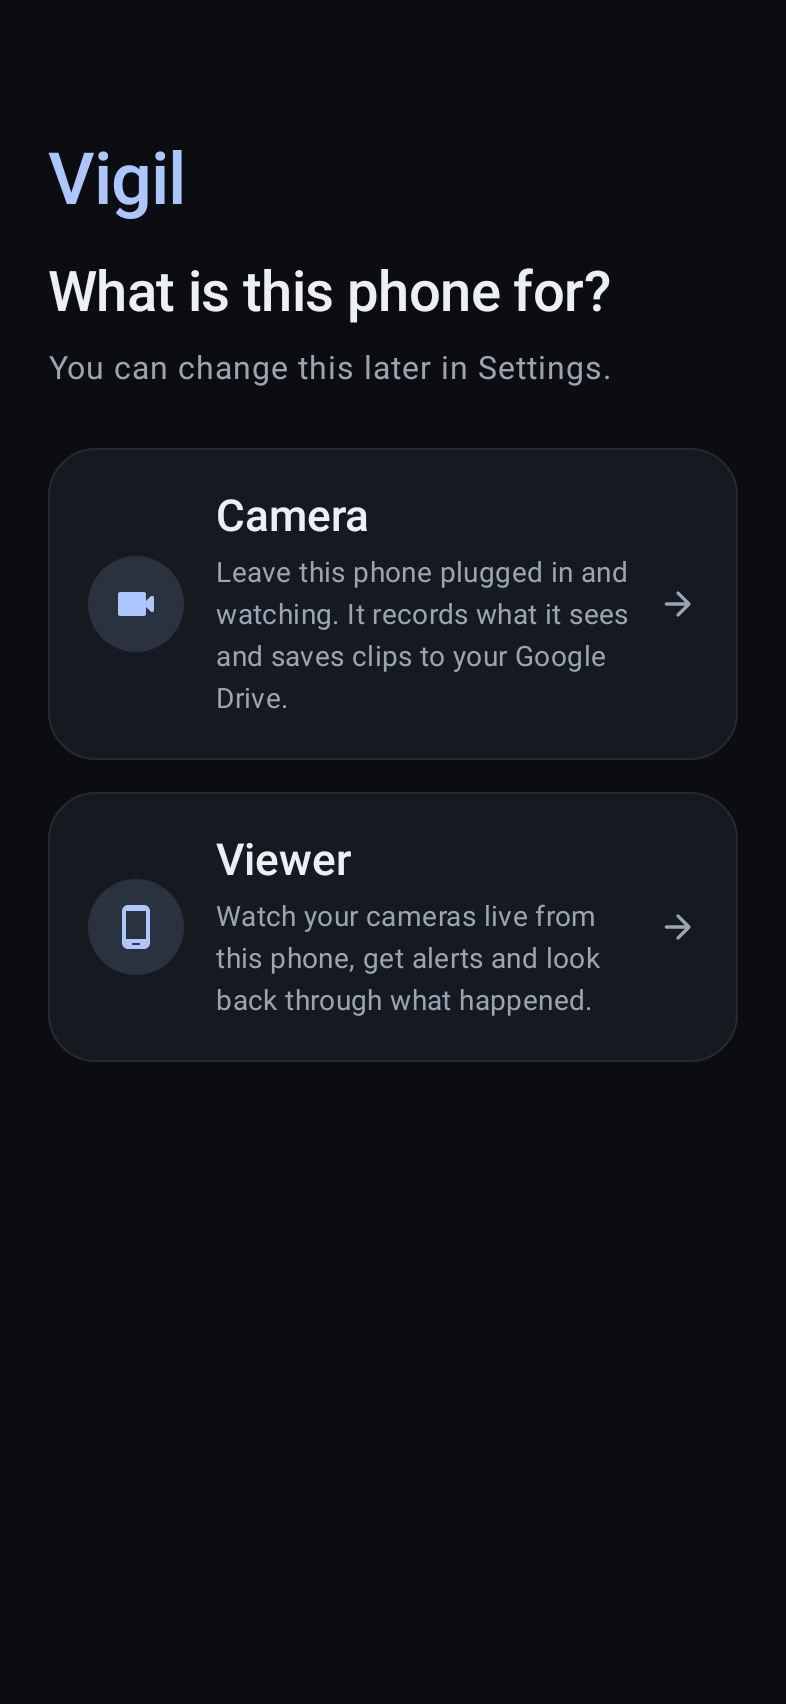 Vigil
What is this phone for?
You can change this later in Settings.
Camera
Leave this phone plugged in and
watching. It records what it sees
and saves clips to your Google
Drive.
Viewer
Watch your cameras live from
this phone, get alerts and look
back through what happened.